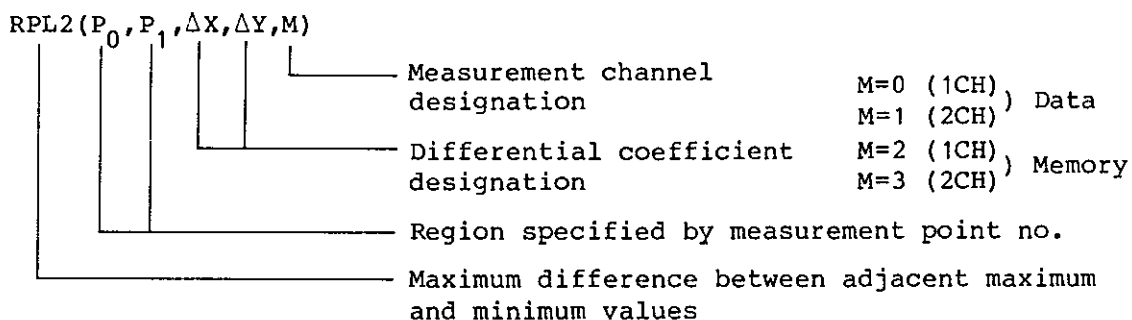 RPL2(P0,P1,ΔX,ΔY,M)
Measurement channel designation
M=0 (1CH)
M=1 (2CH)
) Data
Differential coefficient designation
M=2 (1CH)
M=3 (2CH)
) Memory
Region specified by measurement point no.
Maximum difference between adjacent maximum
and minimum values